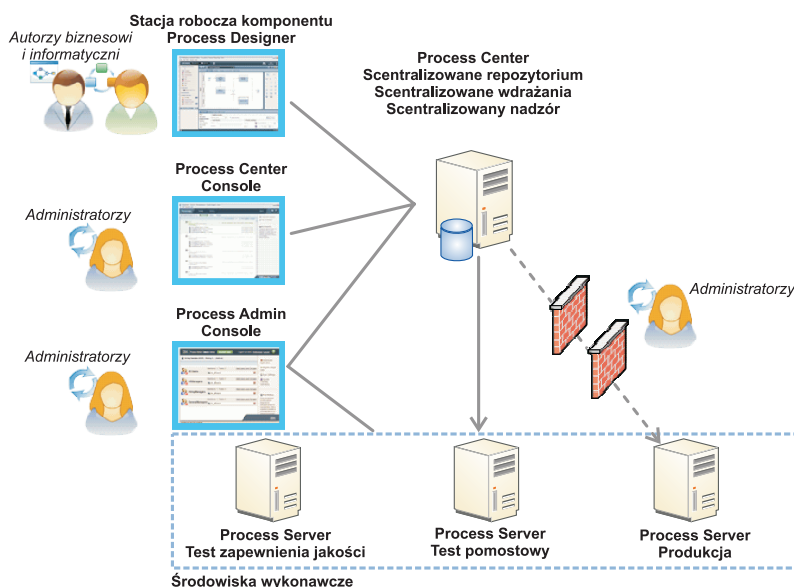 Stacja robocza komponentu
Process Designer
Autorzy biznesowi
i informatyczni
Process Center
Scentralizowane repozytorium
Scentralizowane wdrażania
Scentralizowany nadzór
Process Center
Console
Administratorzy
Administratorzy
Process Admin
Console
Administratorzy
Process Server
Test zapewnienia jakości
Process Server
Test pomostowy
Process Server
Produkcja
Środowiska wykonawcze